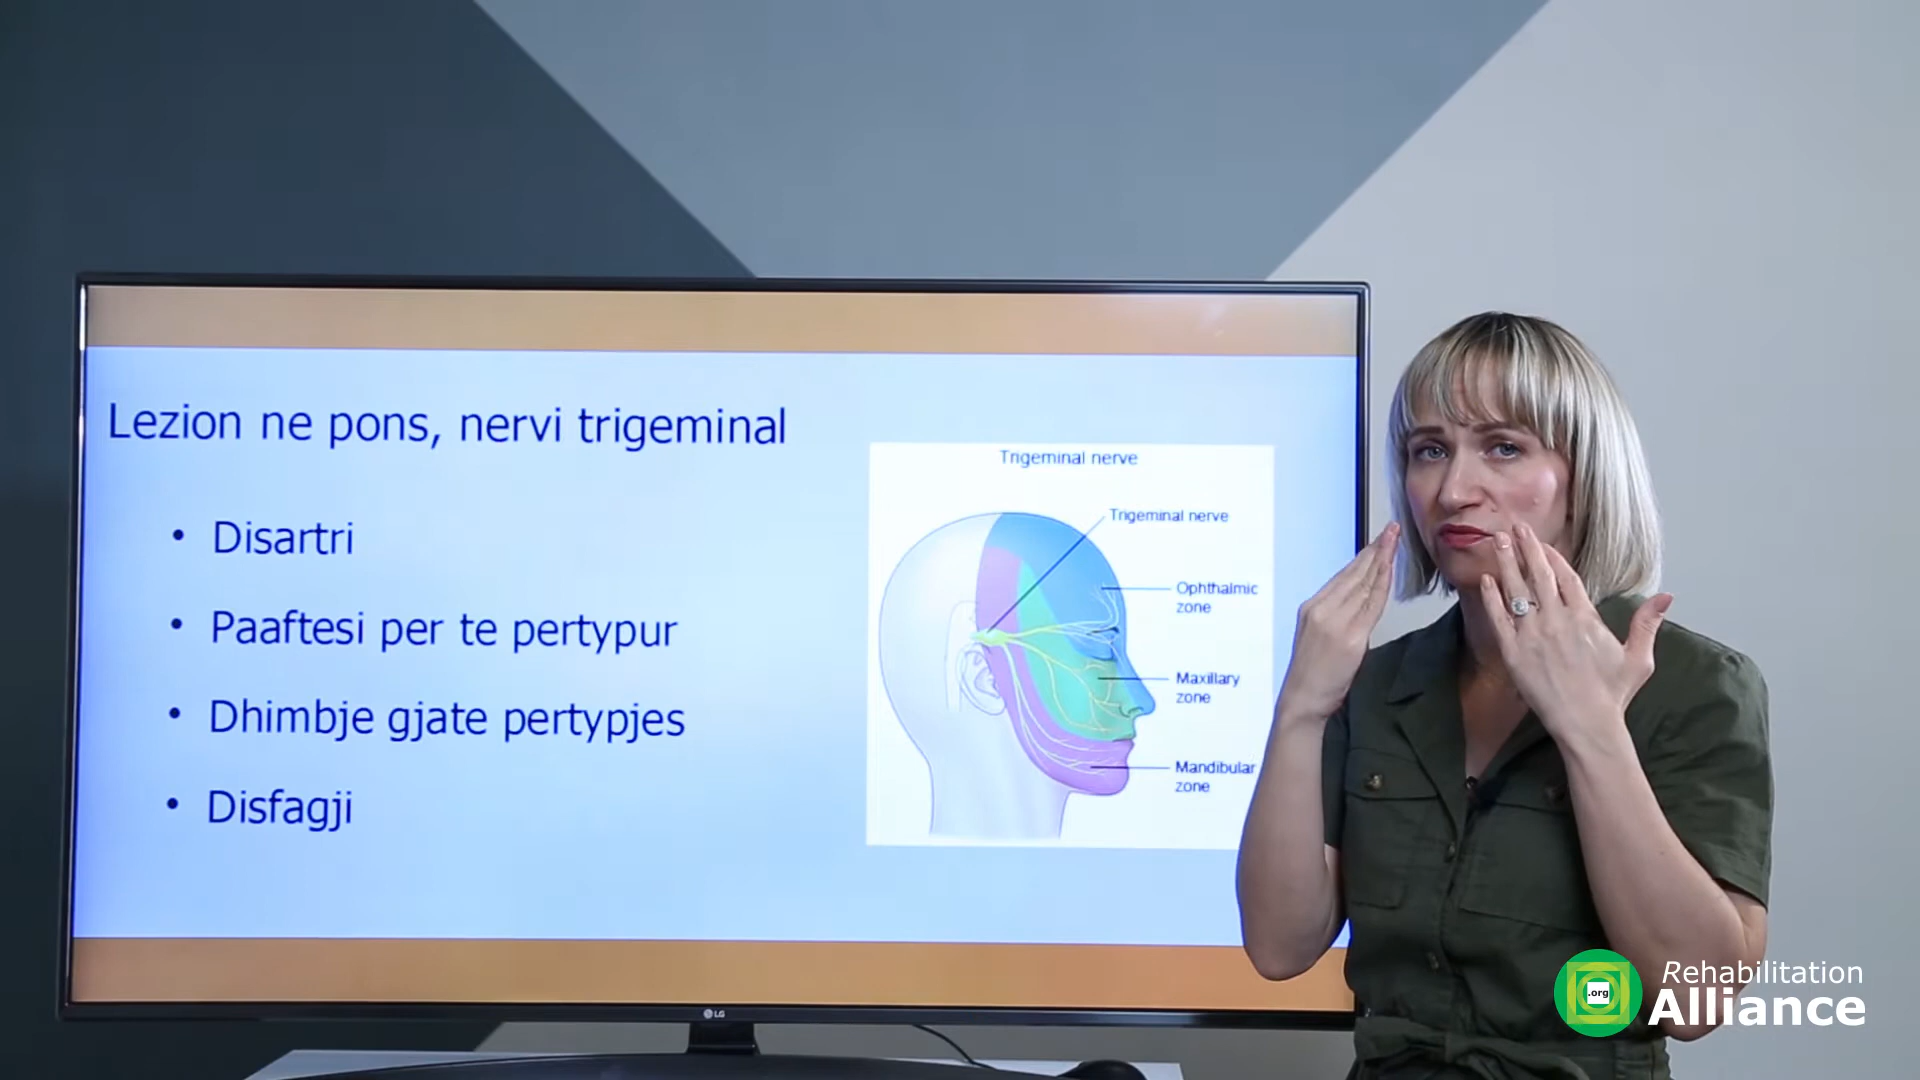 Lezion ne pons, nervi trigeminal
• Disartri
• Paaftesi per te pertypur
• Dhimbje gjate pertypjes
• Disfagji
Trigeminal nerve
Trigeminal nerve
Ophthalmic
zone
Maxillary
zone
Mandibular
zone
LG
.org
Rehabilitation
Alliance